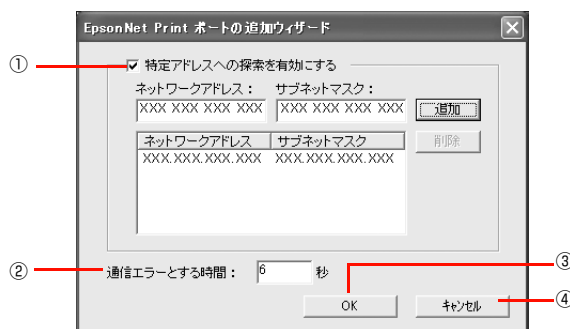 EpsonNet Print ポートの追加ウィザード
① 特定アドレスへの探索を有効にする
ネットワークアドレス： サブネットマスク：
XXX XXX XXX XXX XXX XXX XXX XXX 追加
ネットワークアドレス サブネットマスク 削除
XXX.XXX.XXX.XXX XXX.XXX.XXX.XXX
② 通信エラーとする時間： 6 秒
③
OK キャンセル ④